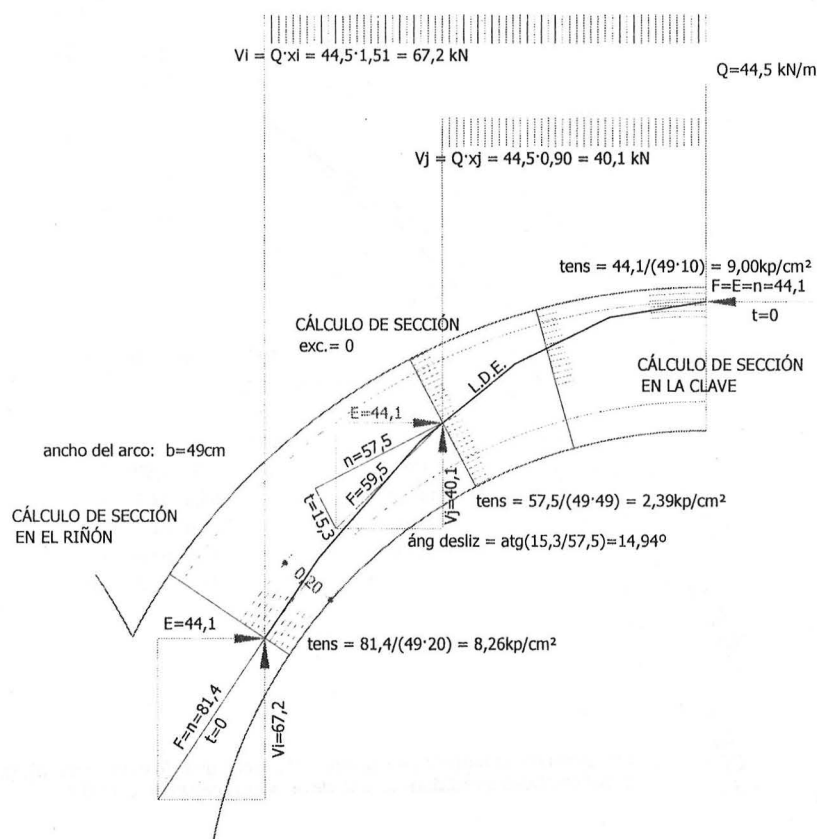 Vi = Q·xi = 44,5·1,51 = 67,2 kN
Q=44,5 kN/m
Vj = Q·xj = 44,5·0,90 = 40,1 kN
tens = 44,1/(49·10) = 9,00kp/cm²
F=E=n=44,1
t=0
CÁLCULO DE SECCIÓN
exc.= 0
CÁLCULO DE SECCIÓN
EN LA CLAVE
L.D.E.
E=44,1
ancho del arco: b=49cm
n=57,5
F=59,5
t=15,3
Vj=40,1
tens = 57,5/(49·49) = 2,39kp/cm²
CÁLCULO DE SECCIÓN
EN EL RIÑÓN
áng desliz = atg(15,3/57,5)=14,94º
0,20
E=44,1
tens = 81,4/(49·20) = 8,26kp/cm²
F=n=81,4
t=0
Vi=67,2